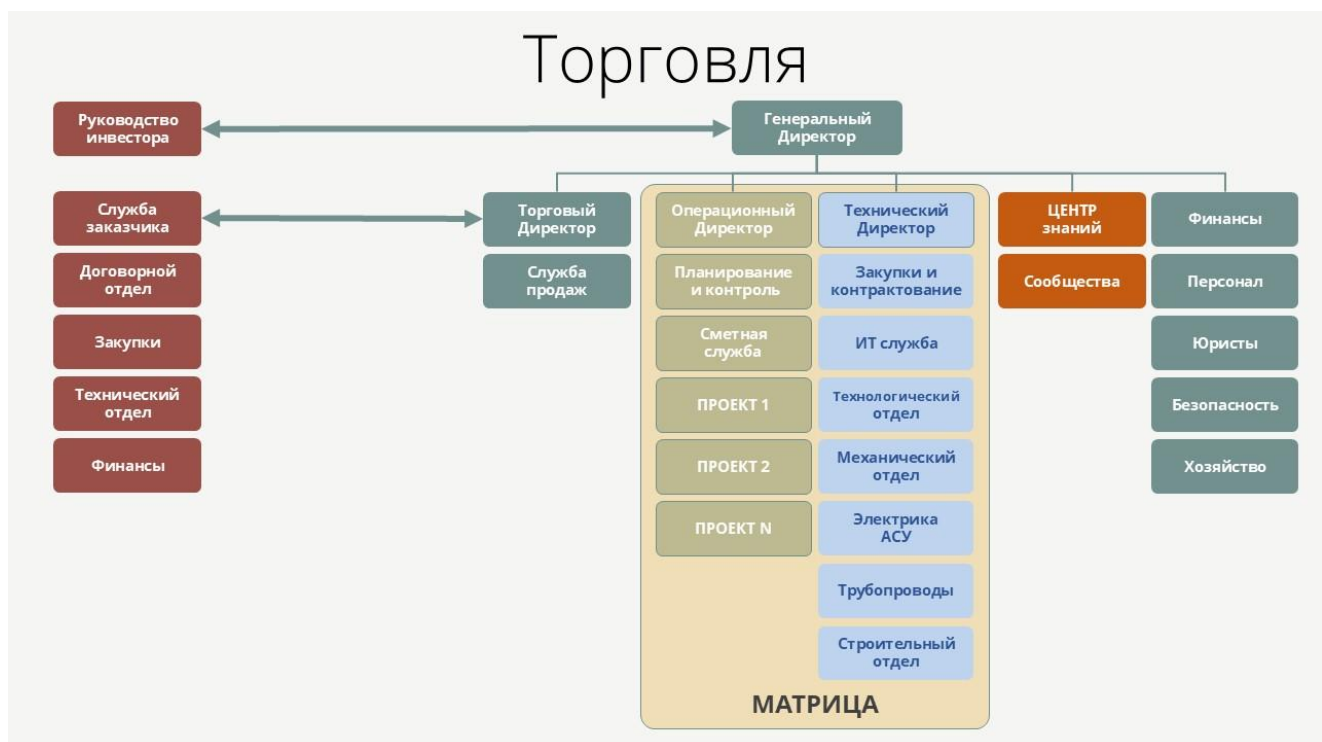 Торговля
Руководство
инвестора
Генеральный
Директор
Служба
заказчика
Договорной
отдел
Закупки
Технический
отдел
Финансы
Торговый
Директор
Служба
продаж
Операционный
Директор
Планирование
и контроль
Сметная
служба
ПРОЕКТ 1
ПРОЕКТ 2
ПРОЕКТ N
Технический
Директор
Закупки и
контрактование
ИТ служба
Технологический
отдел
Механический
отдел
Электрика
АСУ
Трубопроводы
Строительный
отдел
МАТРИЦА
ЦЕНТР
знаний
Сообщества
Финансы
Персонал
Юристы
Безопасность
Хозяйство